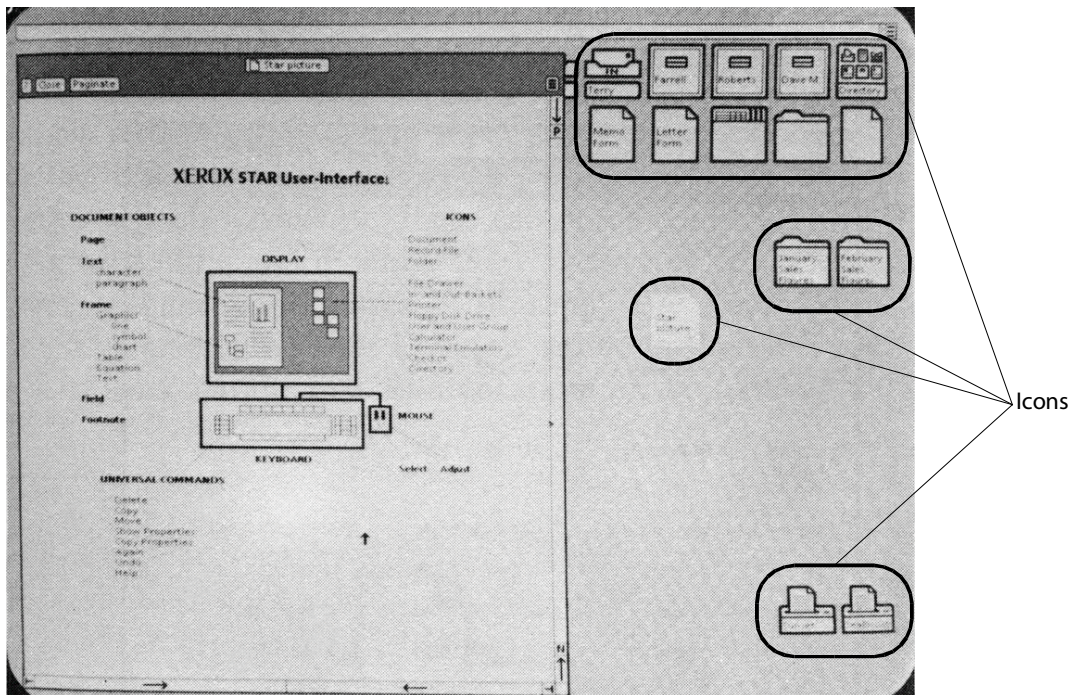 Star picture
Close Paginate
P
XEROX STAR User-Interface
DOCUMENT OBJECTS
Page
Text
character
paragraph
Frame
Graphics
line
symbol
chart
Table
Equation
Text
Field
Footnote
DISPLAY
KEYBOARD
MOUSE
Select Adjust
ICONS
Document
Record File
Folder
File Drawer
In- and Out-Baskets
Printer
Floppy Disk Drive
User and User Group
Calculator
Terminal Emulators
Directory
UNIVERSAL COMMANDS
Delete
Copy
Move
Show Properties
Copy Properties
Again
Undo
Help
N
IN
Terry
Farrell
Roberts
Dave M.
Directory
Memo
Form
Letter
Form
January
Sales
Figures
February
Sales
Figures
Star
picture
Icons